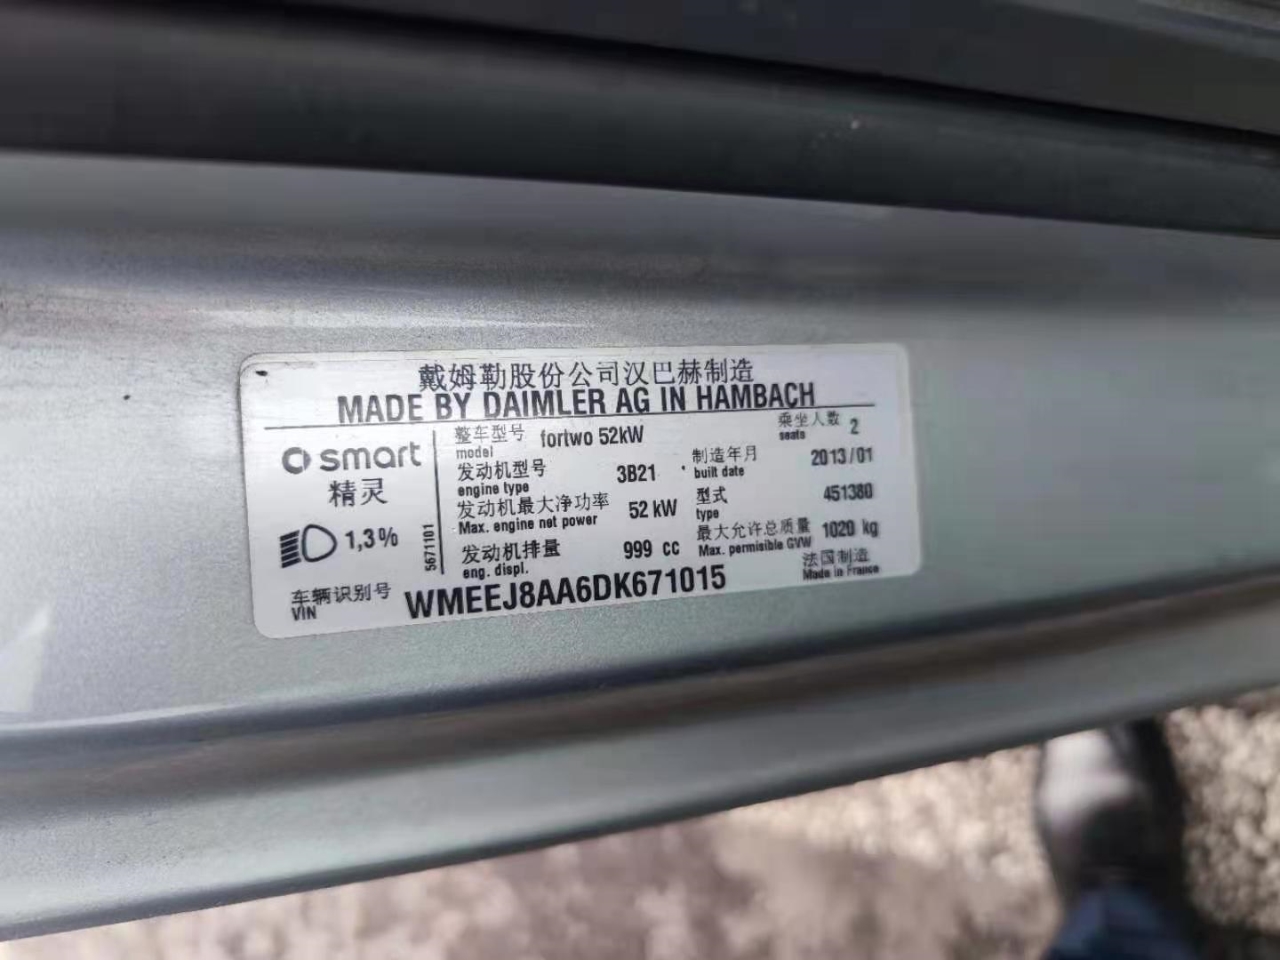 戴姆勒股份公司汉巴赫制造
MADE BY DAIMLER AG IN HAMBACH
smart
精灵
1,3%
5671101
整车型号 fortwo 52kW
model
乘坐人数 2
seats
发动机型号 3B21
engine type
制造年月 2013/01
built date
发动机最大净功率 52 kW
Max. engine net power
型式 451380
type
发动机排量 999 cc
eng. displ.
最大允许总质量 1020 kg
Max. permisible GVW
车辆识别号 WMEEJ8AA6DK671015
VIN
法国制造
Made in France